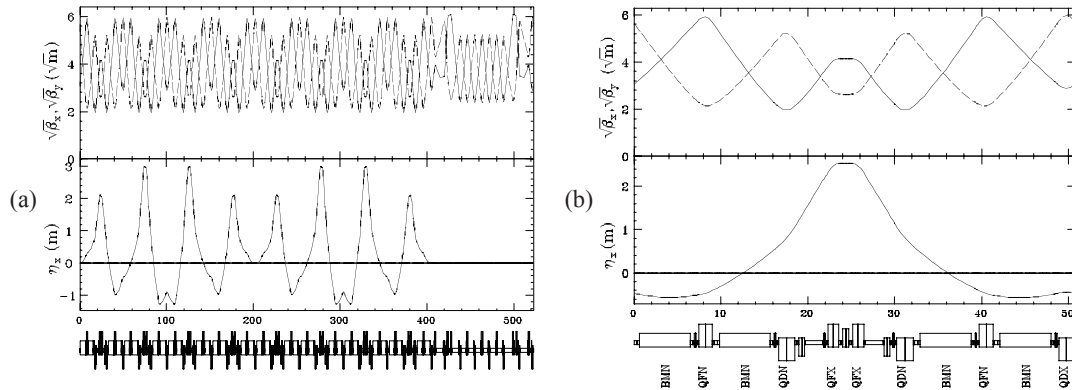 (a)
√β_x, √β_y (√m)
6
4
2
0
η_x (m)
3
2
1
0
−1
0 100 200 300 400 500
(b)
√β_x, √β_y (√m)
6
4
2
0
η_x (m)
2
1
0
0 10 20 30 40 50
BMN QFN BMN QDN QFX QFX QDN BMN QFN BMN QDX